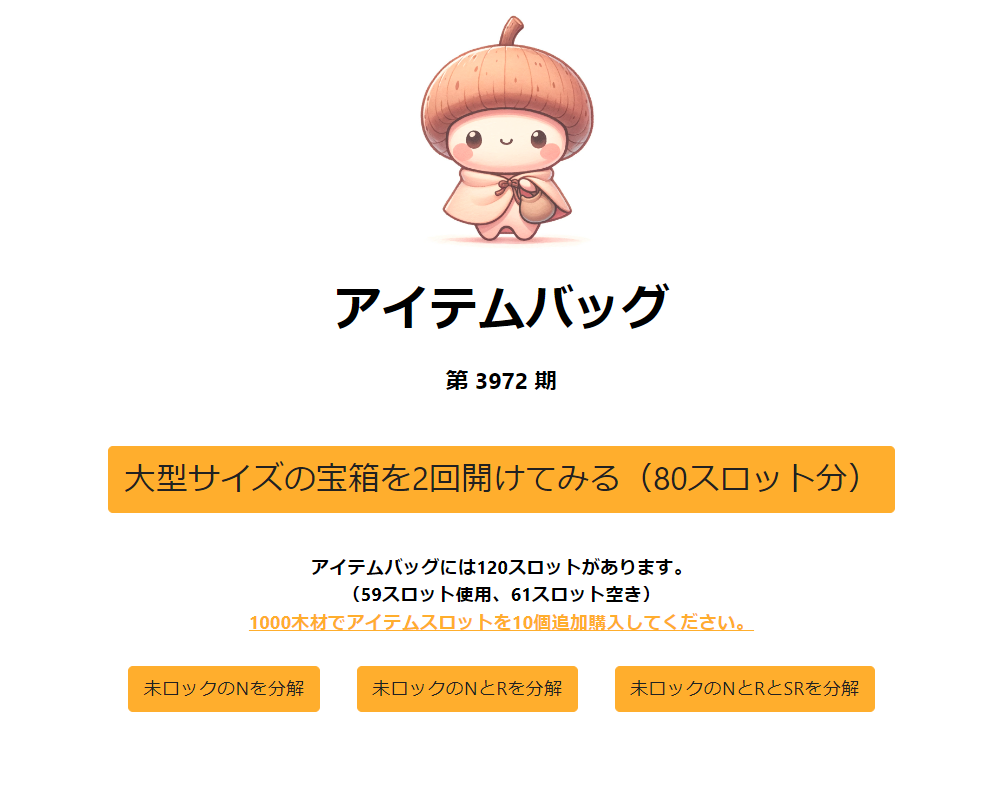 アイテムバッグ
第 3972 期
大型サイズの宝箱を2回開けてみる（80スロット分）
アイテムバッグには120スロットがあります。
（59スロット使用、61スロット空き）
1000木材でアイテムスロットを10個追加購入してください。
未ロックのNを分解
未ロックのNとRを分解
未ロックのNとRとSRを分解